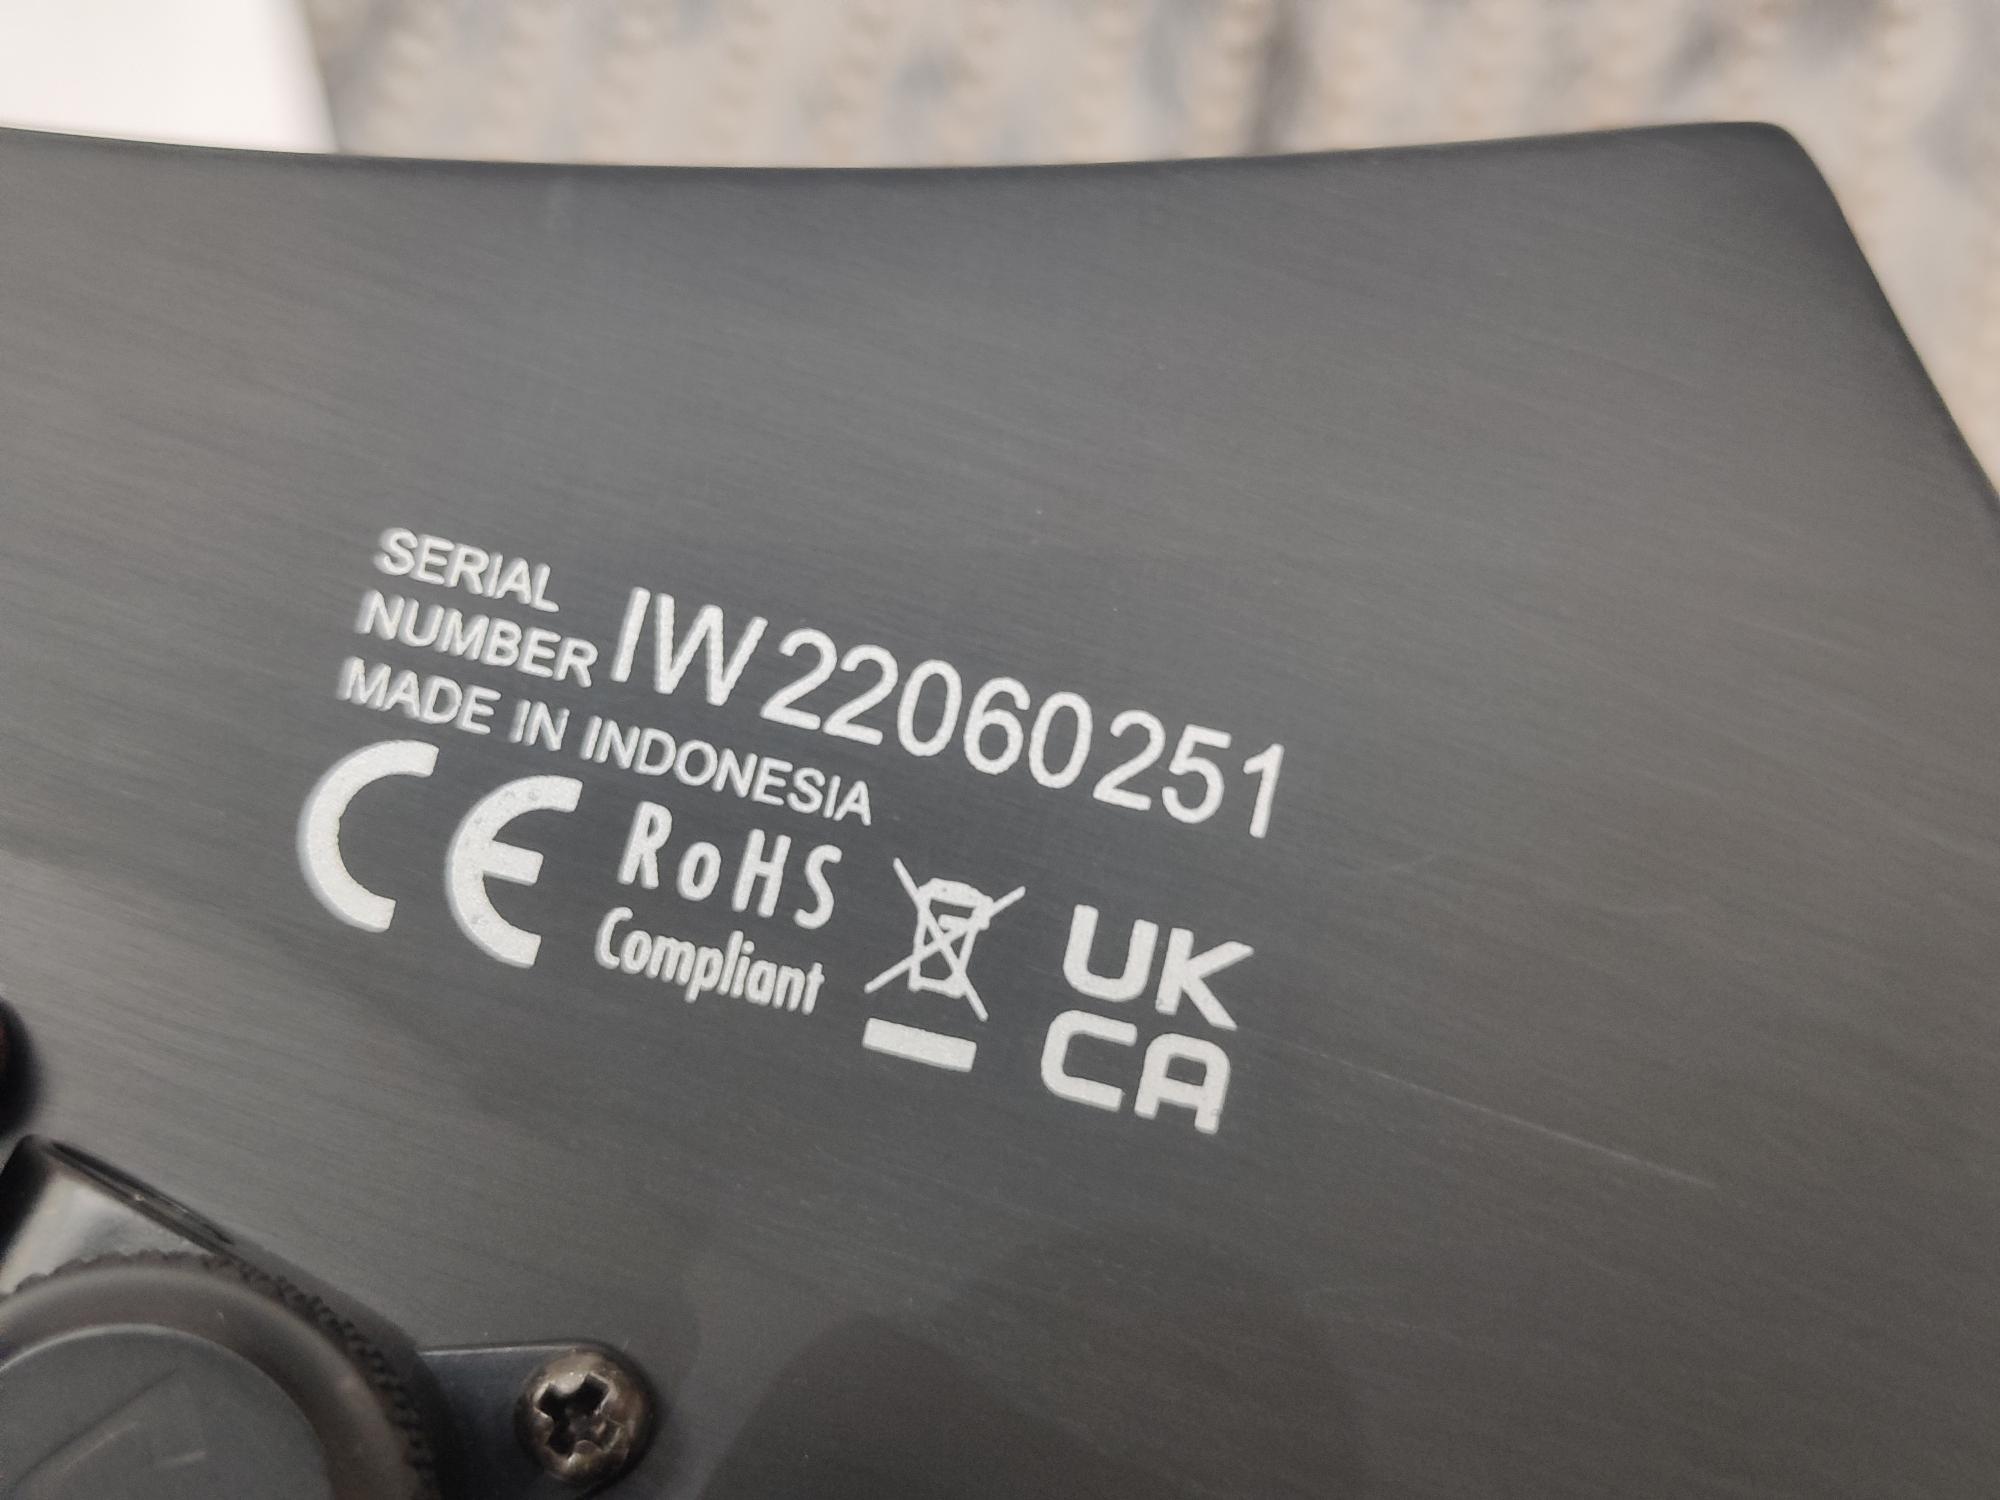 SERIAL
NUMBER IW22060251
MADE IN INDONESIA
CE RoHS
Compliant
UK
CA